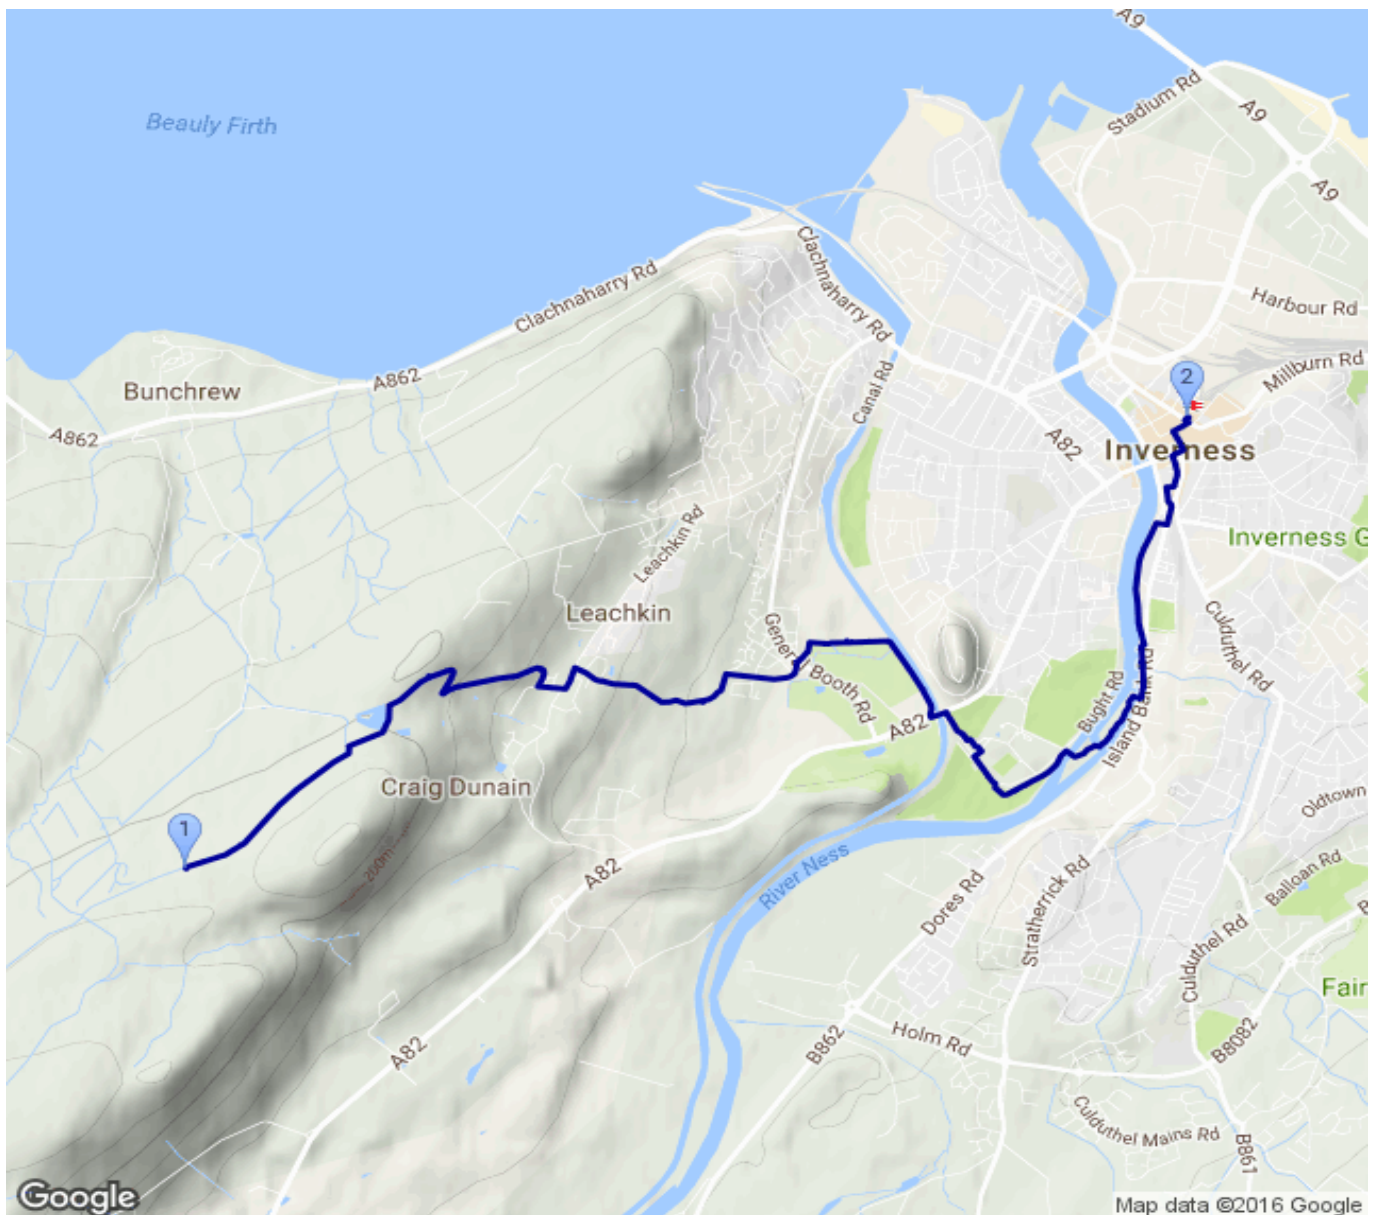 A9
Stadium Rd
A9
A9
Beauly Firth
Clachnaharry Rd
Clachnaharry Rd
Harbour Rd
Millburn Rd
2
Bunchrew
A862
A862
Canal Rd
A82
Inverness
Leachkin Rd
Inverness G
Leachkin
General Booth Rd
Culduthel Rd
Bught Rd
Island Bank Rd
A82
Craig Dunain
1
200m
Oldtown
A82
River Ness
Balloan Rd
Dores Rd
Stratherrick Rd
Culduthel Rd
B
Fair
A82
B862
Holm Rd
B8082
Culduthel Mains Rd
B861
Google
Map data ©2016 Google